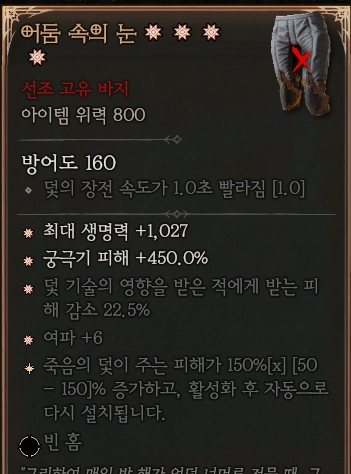 어둠 속의 눈
선조 고유 바지
아이템 위력 800
방어도 160
덫의 장전 속도가 1.0초 빨라짐 [1.0]
최대 생명력 +1,027
궁극기 피해 +450.0%
덫 기술의 영향을 받은 적에게 받는 피
해 감소 22.5%
여파 +6
죽음의 덫이 주는 피해가 150%[x] [50
– 150]% 증가하고, 활성화 후 자동으로
다시 설치됩니다.
빈 홈